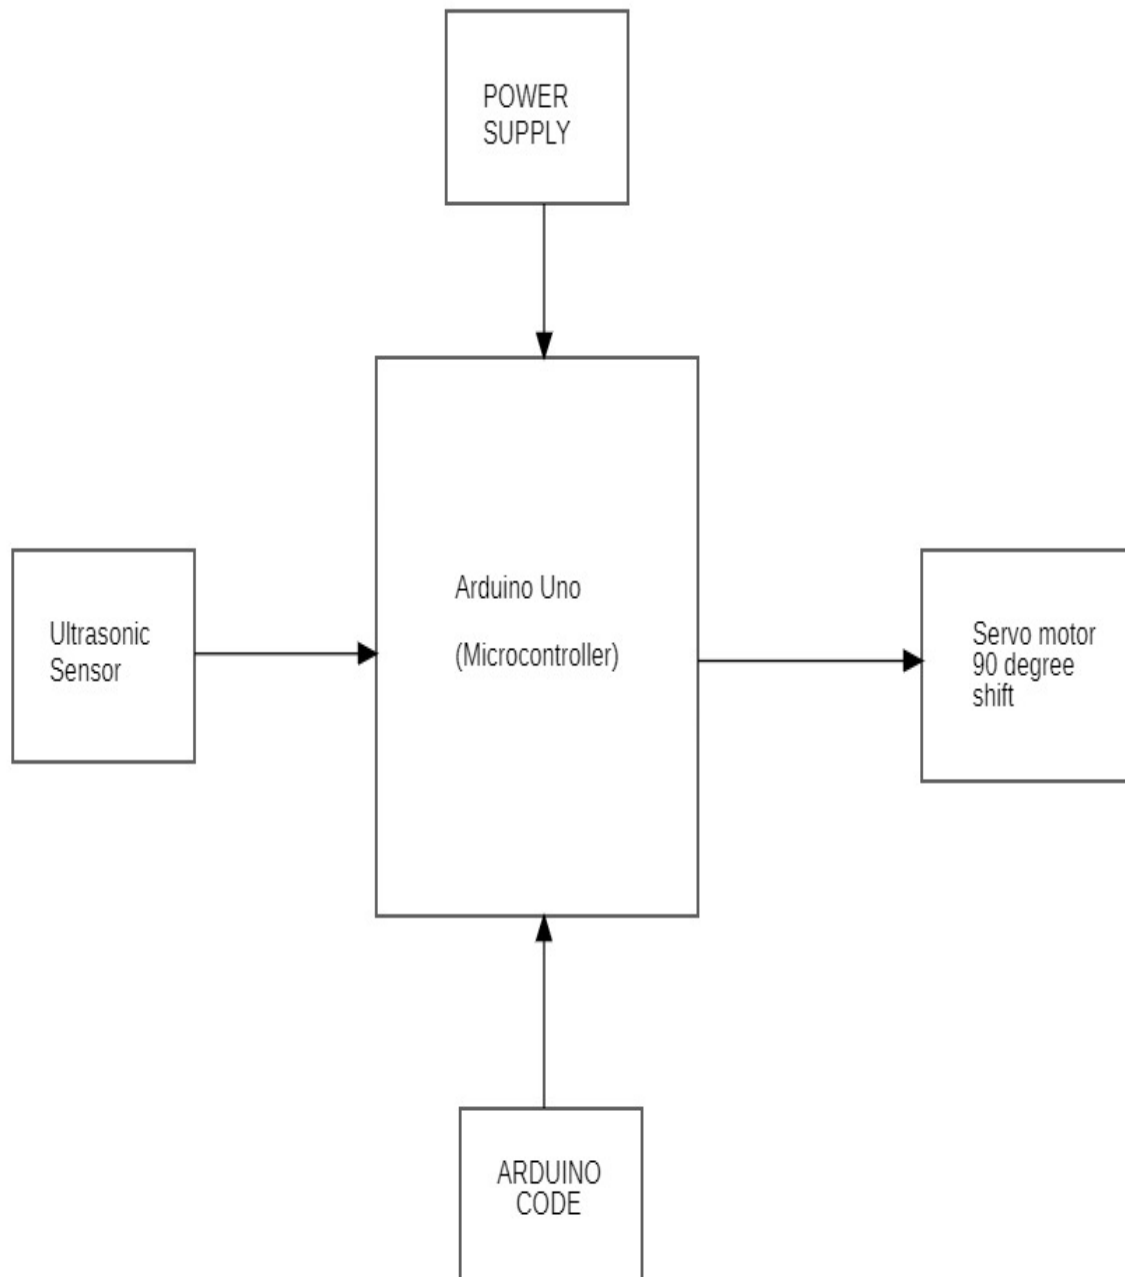 POWER
SUPPLY
Ultrasonic
Sensor
Arduino Uno
(Microcontroller)
Servo motor
90 degree
shift
ARDUINO
CODE